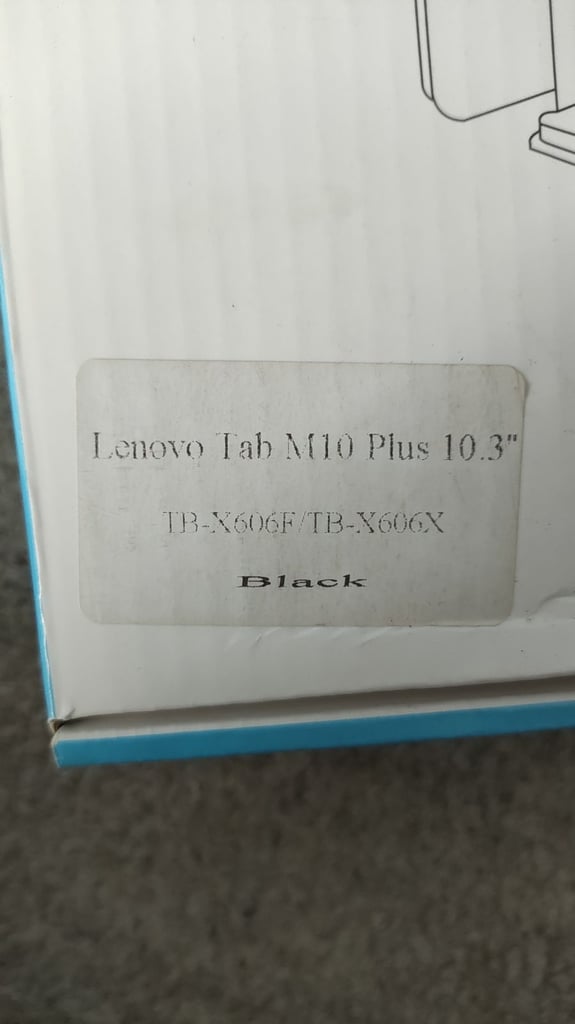 Lenovo Tab M10 Plus 10.3"
TB-X606F/TB-X606X
Black